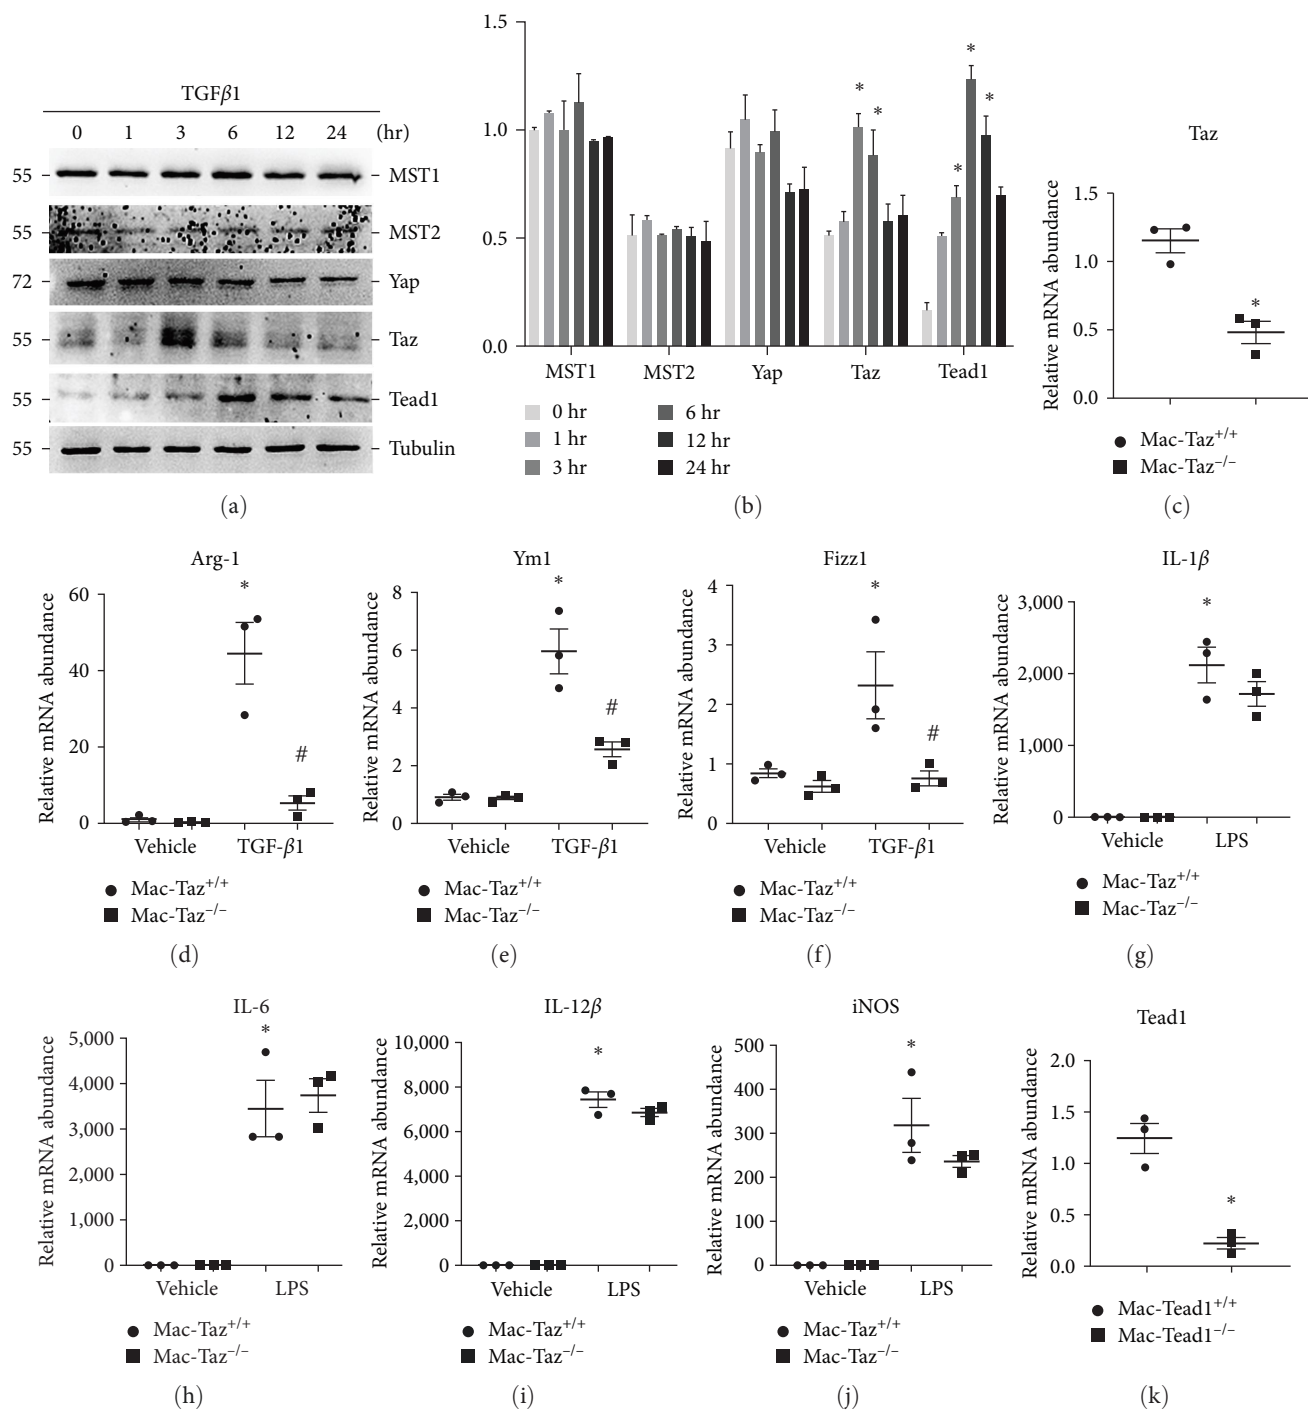 TGFβ1
0 1 3 6 12 24 (hr)
55 MST1
55 MST2
72 Yap
55 Taz
55 Tead1
55 Tubulin
(a)
1.5
1.0
0.5
0.0
* * * * *
MST1 MST2 Yap Taz Tead1
0 hr 6 hr
1 hr 12 hr
3 hr 24 hr
(b)
Taz
Relative mRNA abundance
1.5
1.0
0.5
0.0
*
Mac-Taz+/+
Mac-Taz−/−
(c)
Arg-1
Relative mRNA abundance
60
40
20
0
*
#
Vehicle TGF-β1
Mac-Taz+/+
Mac-Taz−/−
(d)
Ym1
Relative mRNA abundance
8
6
4
2
0
*
#
Vehicle TGF-β1
Mac-Taz+/+
Mac-Taz−/−
(e)
Fizz1
Relative mRNA abundance
4
3
2
1
0
*
#
Vehicle TGF-β1
Mac-Taz+/+
Mac-Taz−/−
(f)
IL-1β
Relative mRNA abundance
3,000
2,000
1,000
0
*
Vehicle LPS
Mac-Taz+/+
Mac-Taz−/−
(g)
IL-6
Relative mRNA abundance
5,000
4,000
3,000
2,000
1,000
0
*
Vehicle LPS
Mac-Taz+/+
Mac-Taz−/−
(h)
IL-12β
Relative mRNA abundance
10,000
8,000
6,000
4,000
2,000
0
*
Vehicle LPS
Mac-Taz+/+
Mac-Taz−/−
(i)
iNOS
Relative mRNA abundance
500
400
300
200
100
0
*
Vehicle LPS
Mac-Taz+/+
Mac-Taz−/−
(j)
Tead1
Relative mRNA abundance
2.0
1.5
1.0
0.5
0.0
*
Mac-Tead1+/+
Mac-Tead1−/−
(k)